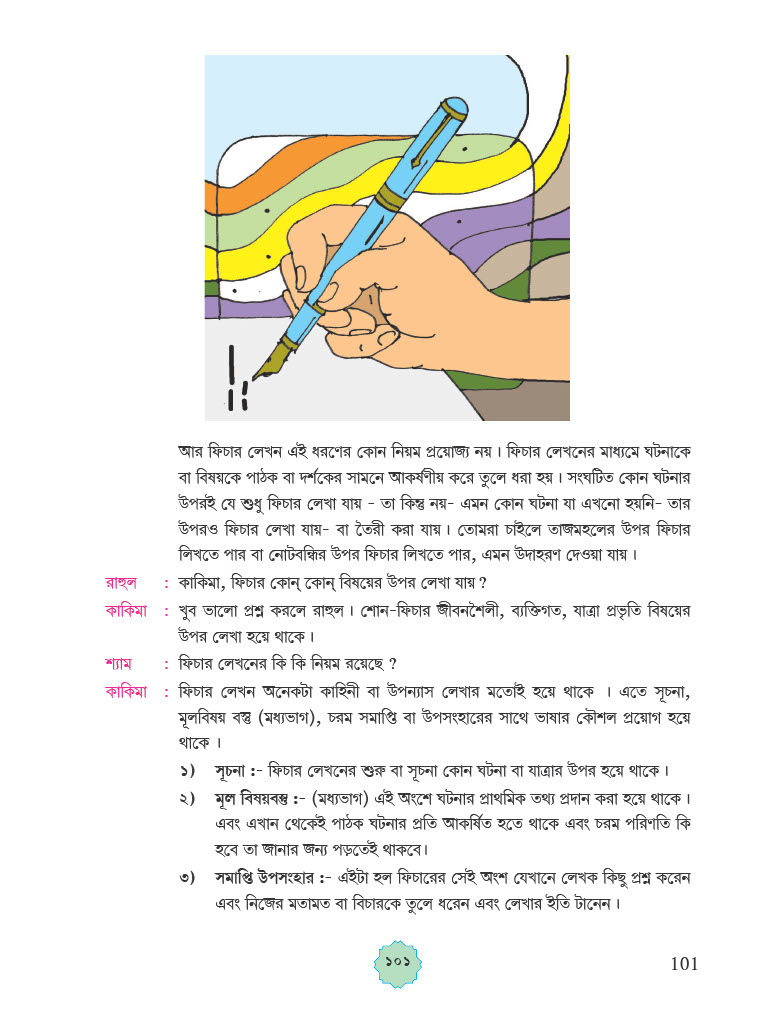 আর ফিচার লেখন এই ধরণের কোন নিয়ম প্রয়োজ্য নয়। ফিচার লেখনের মাধ্যমে ঘটনাকে
বা বিষয়কে পাঠক বা দর্শকের সামনে আকর্ষণীয় করে তুলে ধরা হয়। সংঘটিত কোন ঘটনার
উপরই যে শুধু ফিচার লেখা যায় - তা কিন্তু নয়- এমন কোন ঘটনা যা এখনো হয়নি- তার
উপরও ফিচার লেখা যায়- বা তৈরী করা যায়। তোমরা চাইলে তাজমহলের উপর ফিচার
লিখতে পার বা নোটবন্ধির উপর ফিচার লিখতে পার, এমন উদাহরণ দেওয়া যায়।
রাহুল : কাকিমা, ফিচার কোন্ কোন্ বিষয়ের উপর লেখা যায়?
কাকিমা : খুব ভালো প্রশ্ন করলে রাহুল। শোন-ফিচার জীবনশৈলী, ব্যক্তিগত, যাত্রা প্রভৃতি বিষয়ের
উপর লেখা হয়ে থাকে।
শ্যাম : ফিচার লেখনের কি কি নিয়ম রয়েছে ?
কাকিমা : ফিচার লেখন অনেকটা কাহিনী বা উপন্যাস লেখার মতোই হয়ে থাকে । এতে সূচনা,
মূলবিষয় বস্তু (মধ্যভাগ), চরম সমাপ্তি বা উপসংহারের সাথে ভাষার কৌশল প্রয়োগ হয়ে
থাকে ।
১) সূচনা :- ফিচার লেখনের শুরু বা সূচনা কোন ঘটনা বা যাত্রার উপর হয়ে থাকে।
২) মূল বিষয়বস্তু :- (মধ্যভাগ) এই অংশে ঘটনার প্রাথমিক তথ্য প্রদান করা হয়ে থাকে।
এবং এখান থেকেই পাঠক ঘটনার প্রতি আকর্ষিত হতে থাকে এবং চরম পরিণতি কি
হবে তা জানার জন্য পড়তেই থাকবে।
৩) সমাপ্তি উপসংহার :- এইটা হল ফিচারের সেই অংশ যেখানে লেখক কিছু প্রশ্ন করেন
এবং নিজের মতামত বা বিচারকে তুলে ধরেন এবং লেখার ইতি টানেন।
১০১
101